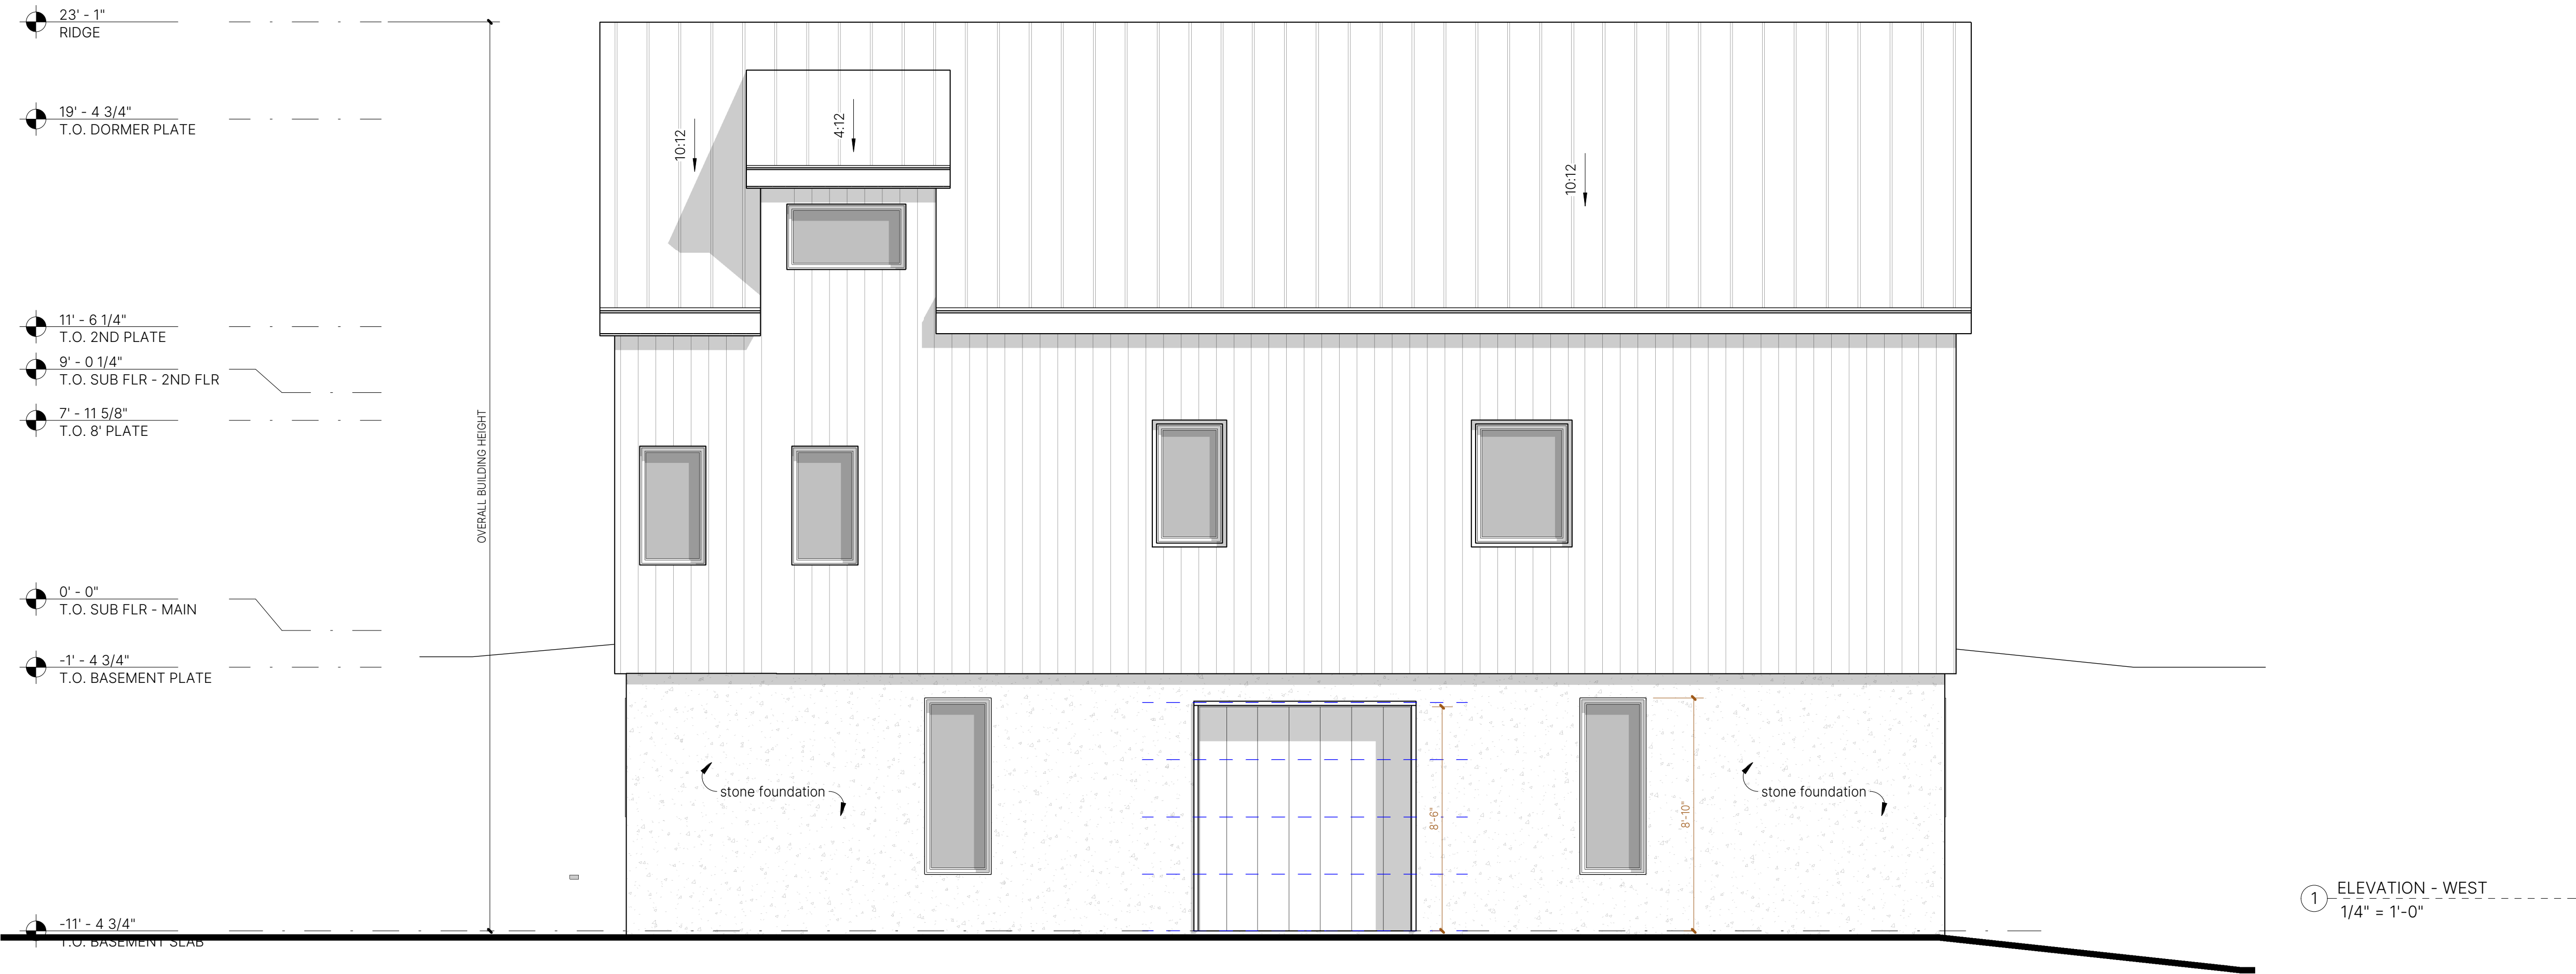 23' - 1"
RIDGE
19' - 4 3/4"
T.O. DORMER PLATE
11' - 6 1/4"
T.O. 2ND PLATE
9' - 0 1/4"
T.O. SUB FLR - 2ND FLR
7' - 11 5/8"
T.O. 8' PLATE
0' - 0"
T.O. SUB FLR - MAIN
-1' - 4 3/4"
T.O. BASEMENT PLATE
-11' - 4 3/4"
T.O. BASEMENT SLAB
OVERALL BUILDING HEIGHT
10:12
4:12
10:12
stone foundation
8'-6"
8'-10"
stone foundation
1
ELEVATION - WEST
1/4" = 1'-0"